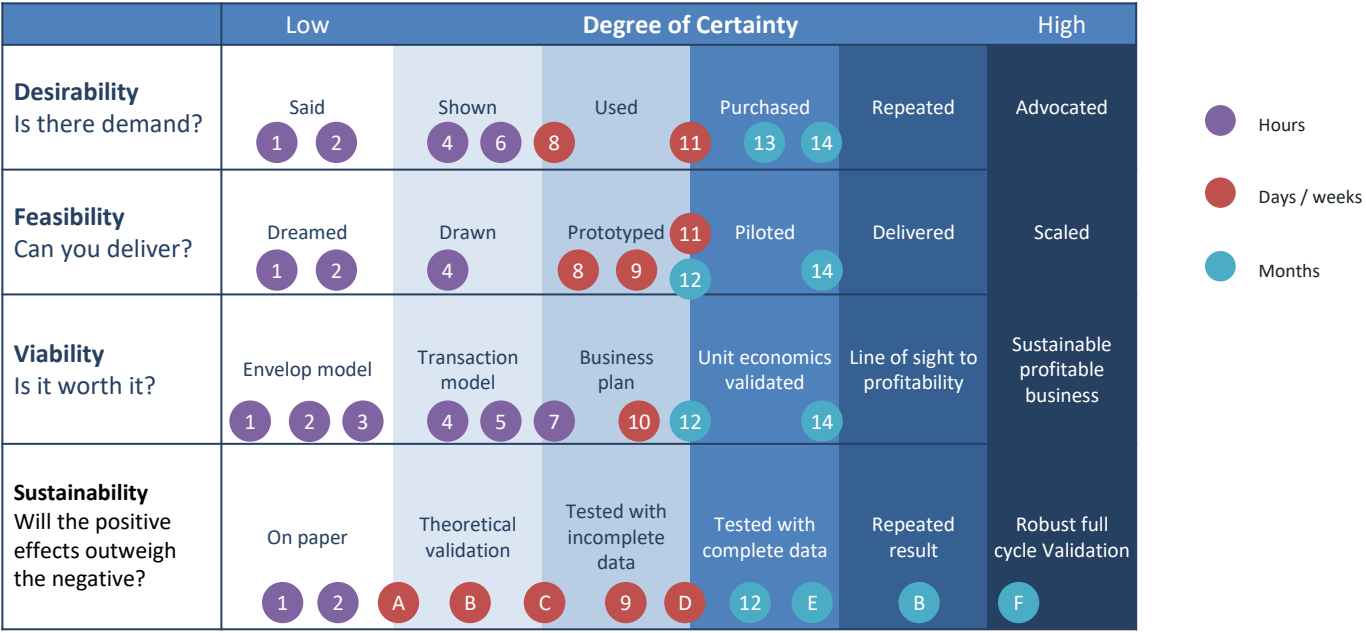 Low Degree of Certainty High
Desirability
Is there demand?
Said Shown Used Purchased Repeated Advocated
1 2 4 6 8 11 13 14
Feasibility
Can you deliver?
Dreamed Drawn Prototyped Piloted Delivered Scaled
11
1 2 4 8 9 12 14
Viability
Is it worth it?
Envelop model
Transaction
model
Business
plan
Unit economics
validated
Line of sight to
profitability
Sustainable
profitable
business
1 2 3 4 5 7 10 12 14
Sustainability
Will the positive
effects outweigh
the negative?
On paper
Theoretical
validation
Tested with
incomplete
data
Tested with
complete data
Repeated
result
Robust full
cycle Validation
1 2 A B C 9 D 12 E B F
Hours
Days / weeks
Months